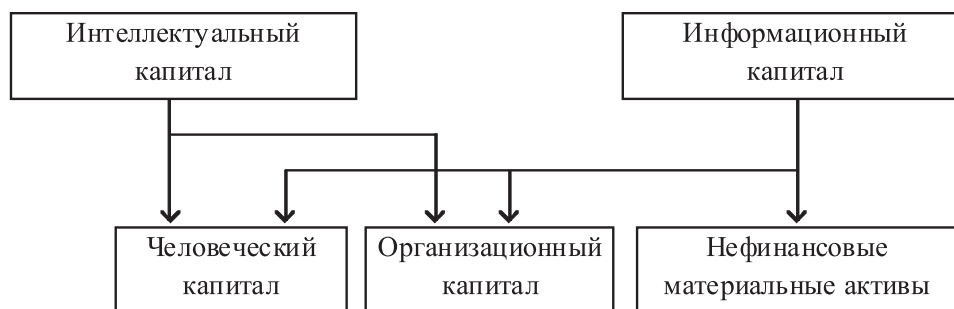 Интеллектуальный
капитал
Информационный
капитал
Человеческий
капитал
Организационный
капитал
Нефинансовые
материальные активы